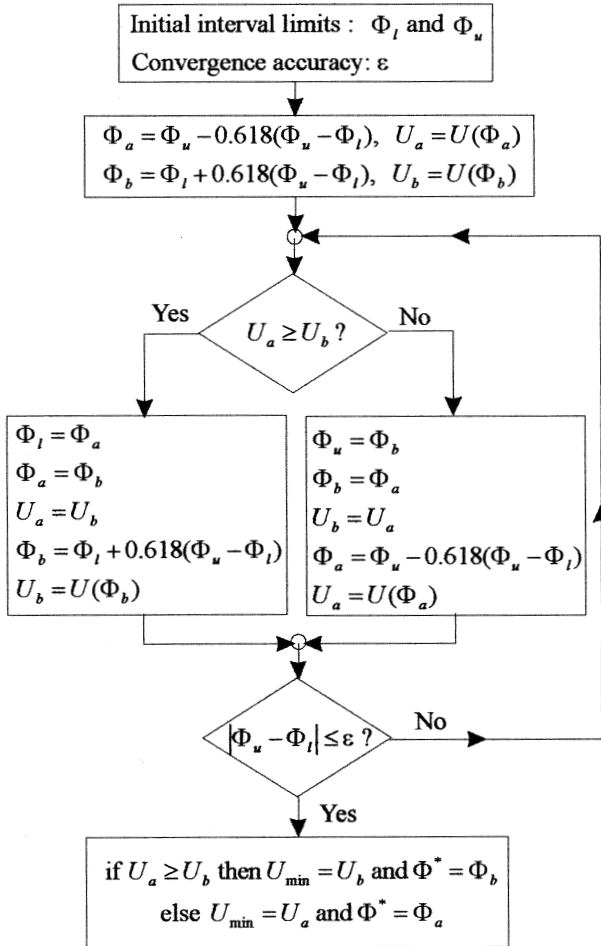 Initial interval limits : Φ_l and Φ_u
Convergence accuracy: ε
Φ_a = Φ_u − 0.618(Φ_u − Φ_l), U_a = U(Φ_a)
Φ_b = Φ_l + 0.618(Φ_u − Φ_l), U_b = U(Φ_b)
Yes
U_a ≥ U_b ?
No
Φ_l = Φ_a
Φ_a = Φ_b
U_a = U_b
Φ_b = Φ_l + 0.618(Φ_u − Φ_l)
U_b = U(Φ_b)
Φ_u = Φ_b
Φ_b = Φ_a
U_b = U_a
Φ_a = Φ_u − 0.618(Φ_u − Φ_l)
U_a = U(Φ_a)
|Φ_u − Φ_l| ≤ ε ?
No
Yes
if U_a ≥ U_b then U_min = U_b and Φ* = Φ_b
else U_min = U_a and Φ* = Φ_a